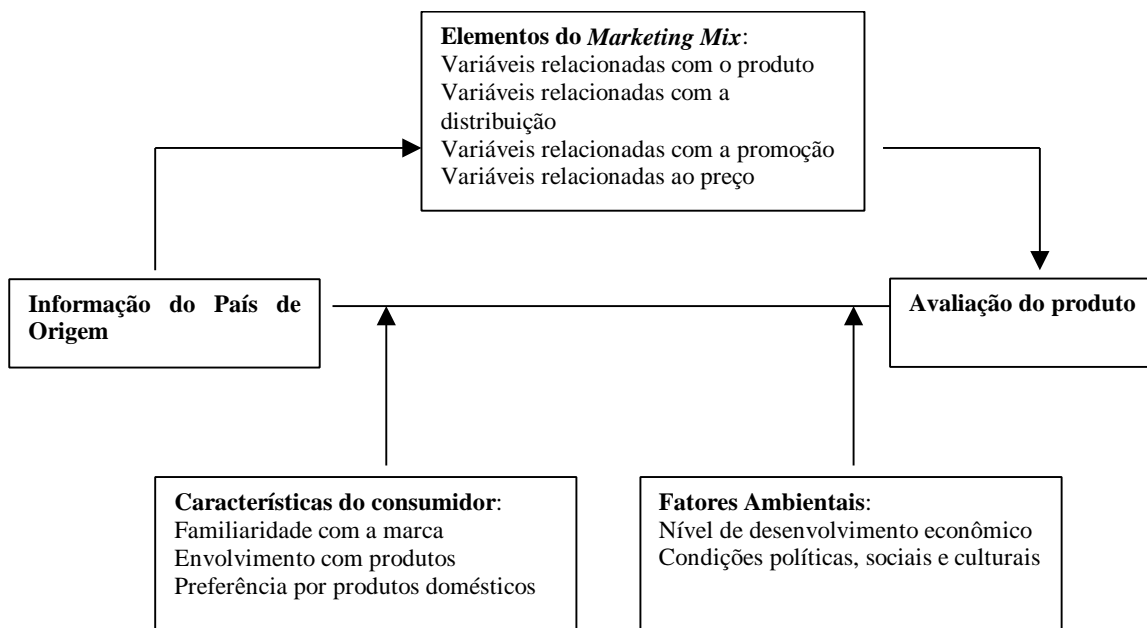 Elementos do Marketing Mix:
Variáveis relacionadas com o produto
Variáveis relacionadas com a
distribuição
Variáveis relacionadas com a promoção
Variáveis relacionadas ao preço
Informação do País de
Origem
Avaliação do produto
Características do consumidor:
Familiaridade com a marca
Envolvimento com produtos
Preferência por produtos domésticos
Fatores Ambientais:
Nível de desenvolvimento econômico
Condições políticas, sociais e culturais